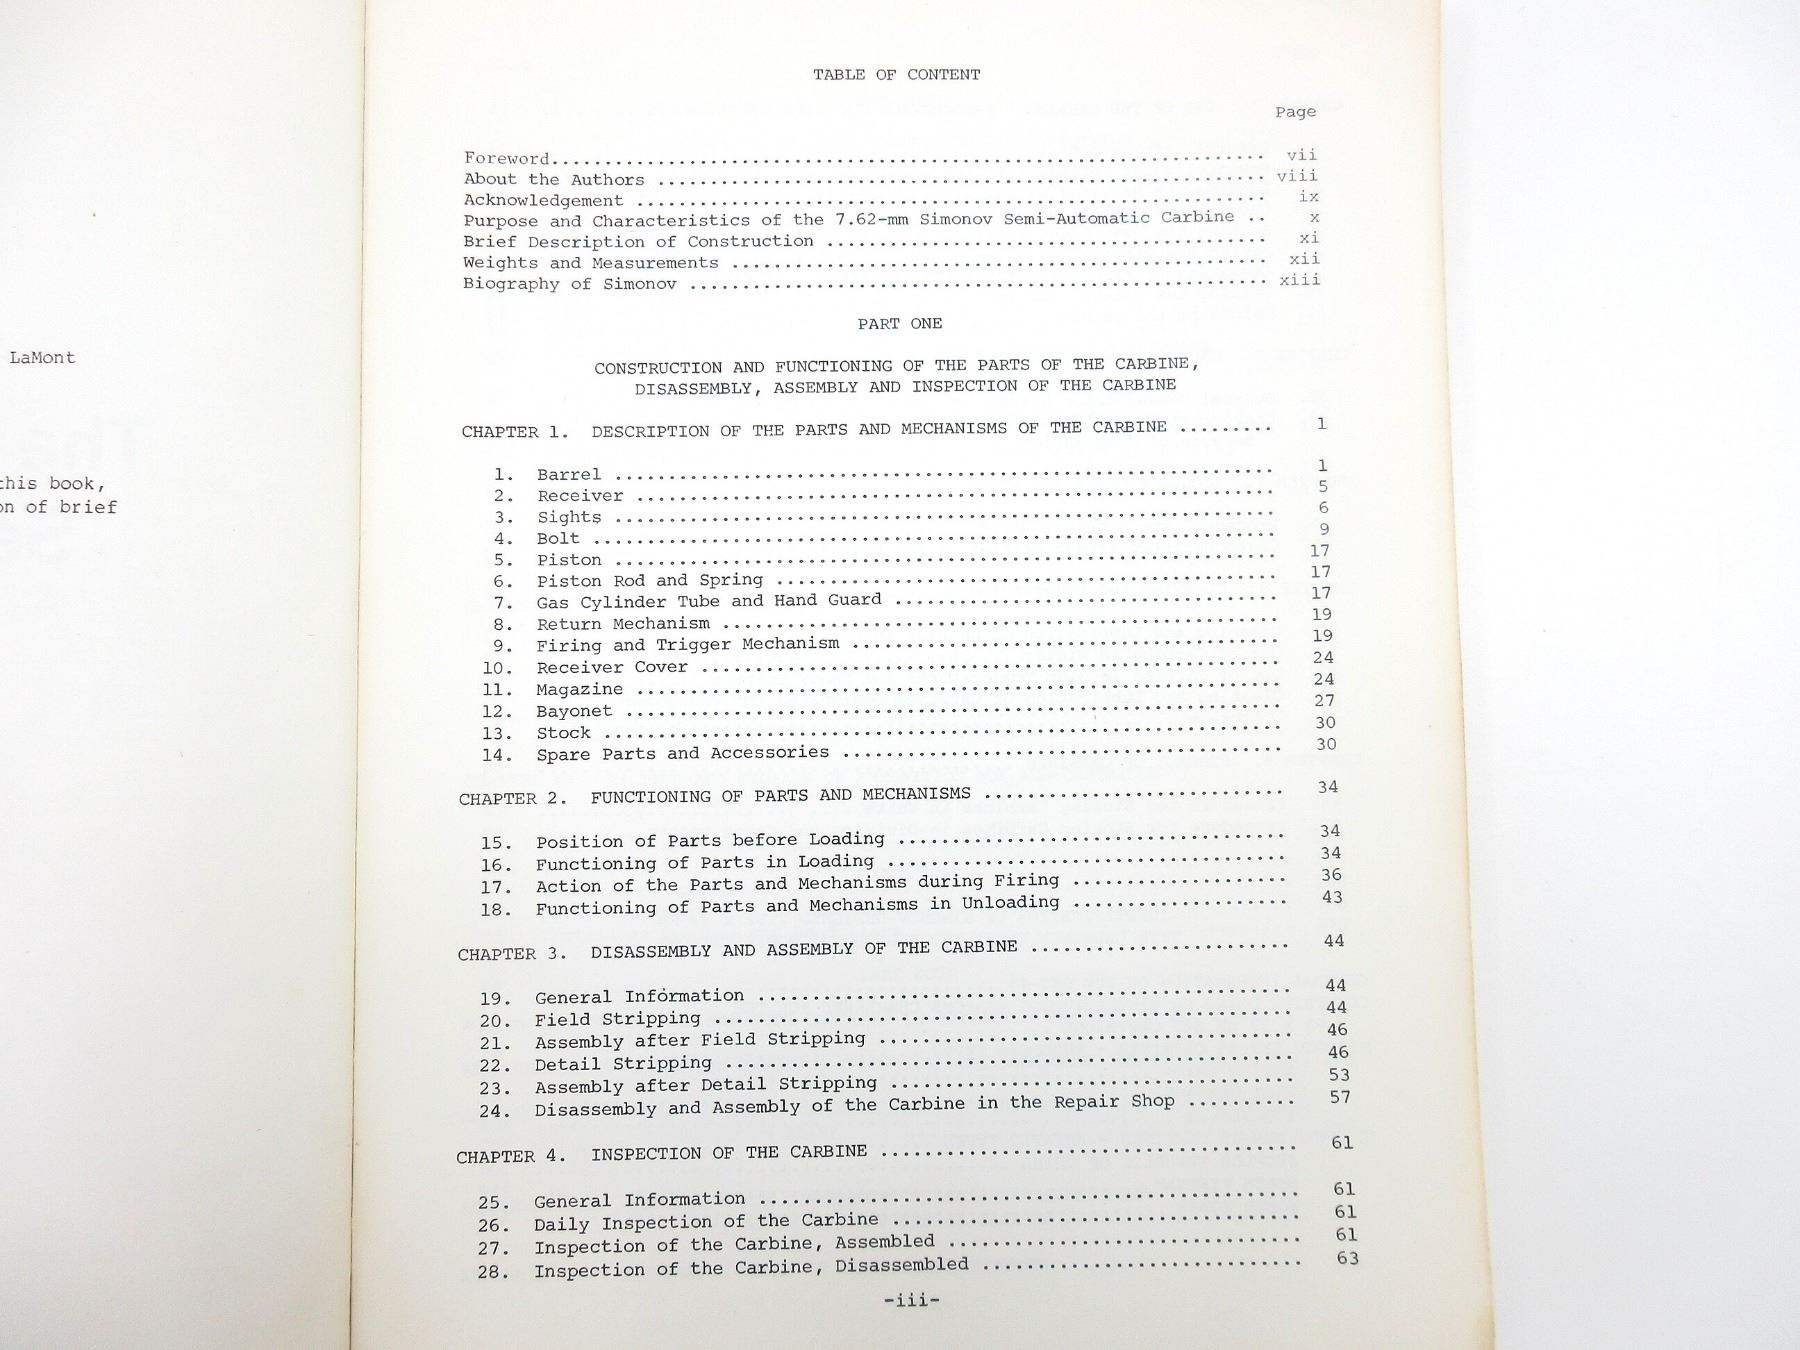 LaMont
this book,
on of brief
TABLE OF CONTENT
Page
Foreword.................................................................... vii
About the Authors .......................................................... viii
Acknowledgement ............................................................ ix
Purpose and Characteristics of the 7.62-mm Simonov Semi-Automatic Carbine .. x
Brief Description of Construction .......................................... xi
Weights and Measurements ................................................... xii
Biography of Simonov ....................................................... xiii
PART ONE
CONSTRUCTION AND FUNCTIONING OF THE PARTS OF THE CARBINE,
DISASSEMBLY, ASSEMBLY AND INSPECTION OF THE CARBINE
CHAPTER 1. DESCRIPTION OF THE PARTS AND MECHANISMS OF THE CARBINE ......... 1
1. Barrel .............................................................. 1
2. Receiver ............................................................ 5
3. Sights .............................................................. 6
4. Bolt ................................................................ 9
5. Piston .............................................................. 17
6. Piston Rod and Spring ............................................... 17
7. Gas Cylinder Tube and Hand Guard .................................... 17
8. Return Mechanism .................................................... 19
9. Firing and Trigger Mechanism ........................................ 19
10. Receiver Cover ...................................................... 24
11. Magazine ............................................................ 24
12. Bayonet ............................................................. 27
13. Stock ............................................................... 30
14. Spare Parts and Accessories ......................................... 30
CHAPTER 2. FUNCTIONING OF PARTS AND MECHANISMS ............................ 34
15. Position of Parts before Loading .................................... 34
16. Functioning of Parts in Loading ..................................... 34
17. Action of the Parts and Mechanisms during Firing .................... 36
18. Functioning of Parts and Mechanisms in Unloading .................... 43
CHAPTER 3. DISASSEMBLY AND ASSEMBLY OF THE CARBINE ........................ 44
19. General Information ................................................. 44
20. Field Stripping ..................................................... 44
21. Assembly after Field Stripping ...................................... 46
22. Detail Stripping .................................................... 46
23. Assembly after Detail Stripping ..................................... 53
24. Disassembly and Assembly of the Carbine in the Repair Shop .......... 57
CHAPTER 4. INSPECTION OF THE CARBINE ...................................... 61
25. General Information ................................................. 61
26. Daily Inspection of the Carbine ..................................... 61
27. Inspection of the Carbine, Assembled ................................ 61
28. Inspection of the Carbine, Disassembled ............................. 63
-iii-